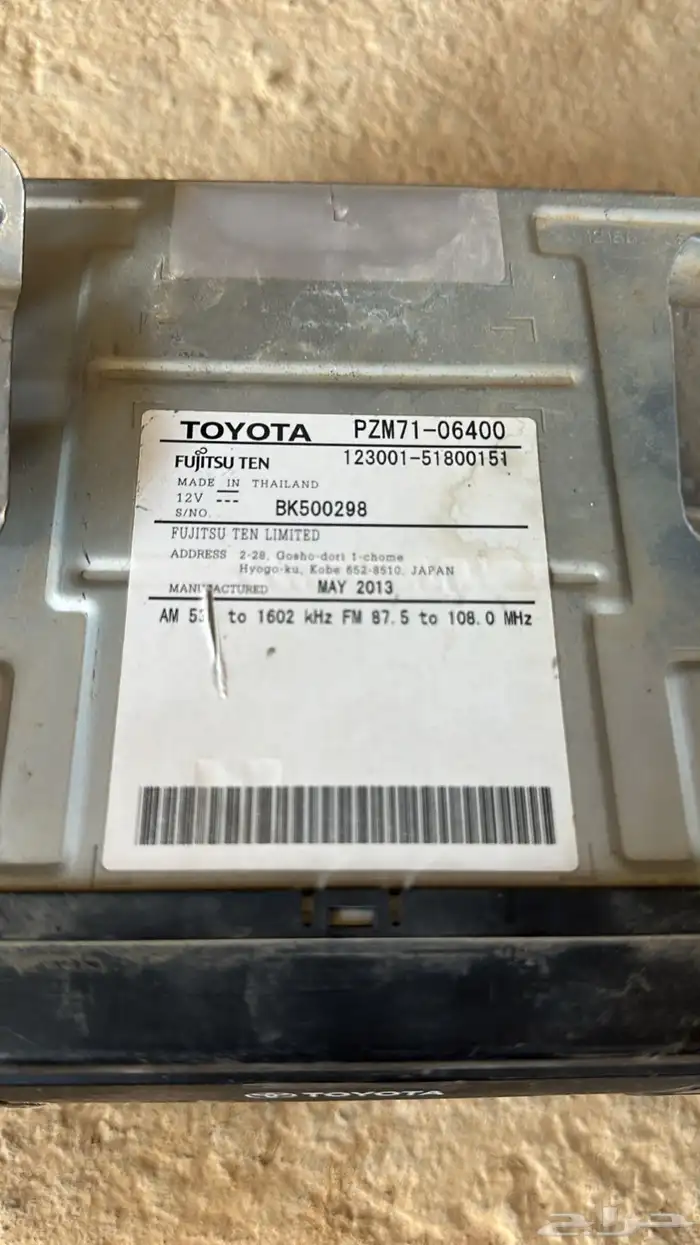 TOYOTA PZM71-06400
FUJITSU TEN 123001-51800151
MADE IN THAILAND
12V
S/NO. BK500298
FUJITSU TEN LIMITED
ADDRESS 2-28, Gosho-dori 1-chome
Hyogo-ku, Kobe 652-8510, JAPAN
MANUFACTURED MAY 2013
AM to 1602 kHz FM 87.5 to 108.0 MHz
TOYOTA
حراج